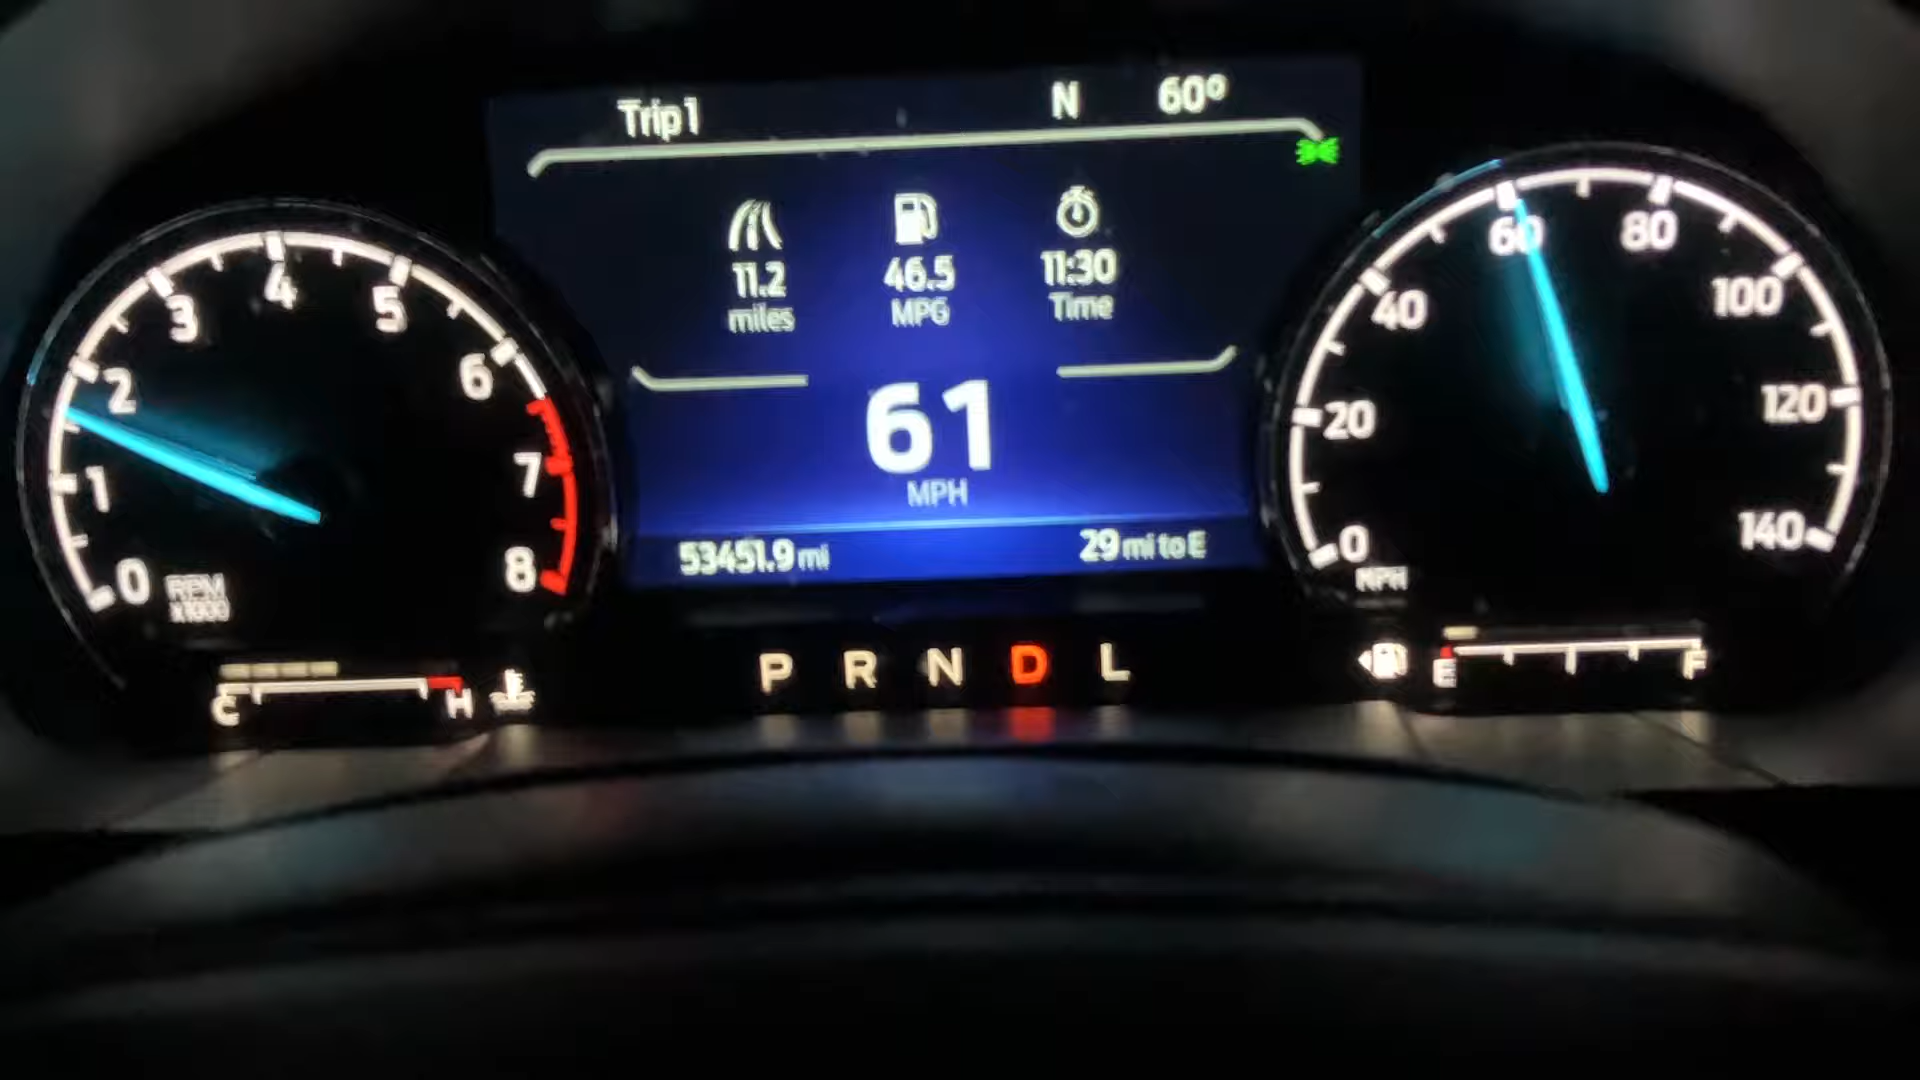 Trip 1 N 60°
11.2 46.5 11:30
miles MPG Time
61
MPH
53451.9 mi 29 mi to E
0 1 2 3 4 5 6 7 8
RPM
x1000
C H
P R N D L
0 20 40 60 80 100 120 140
MPH
E F